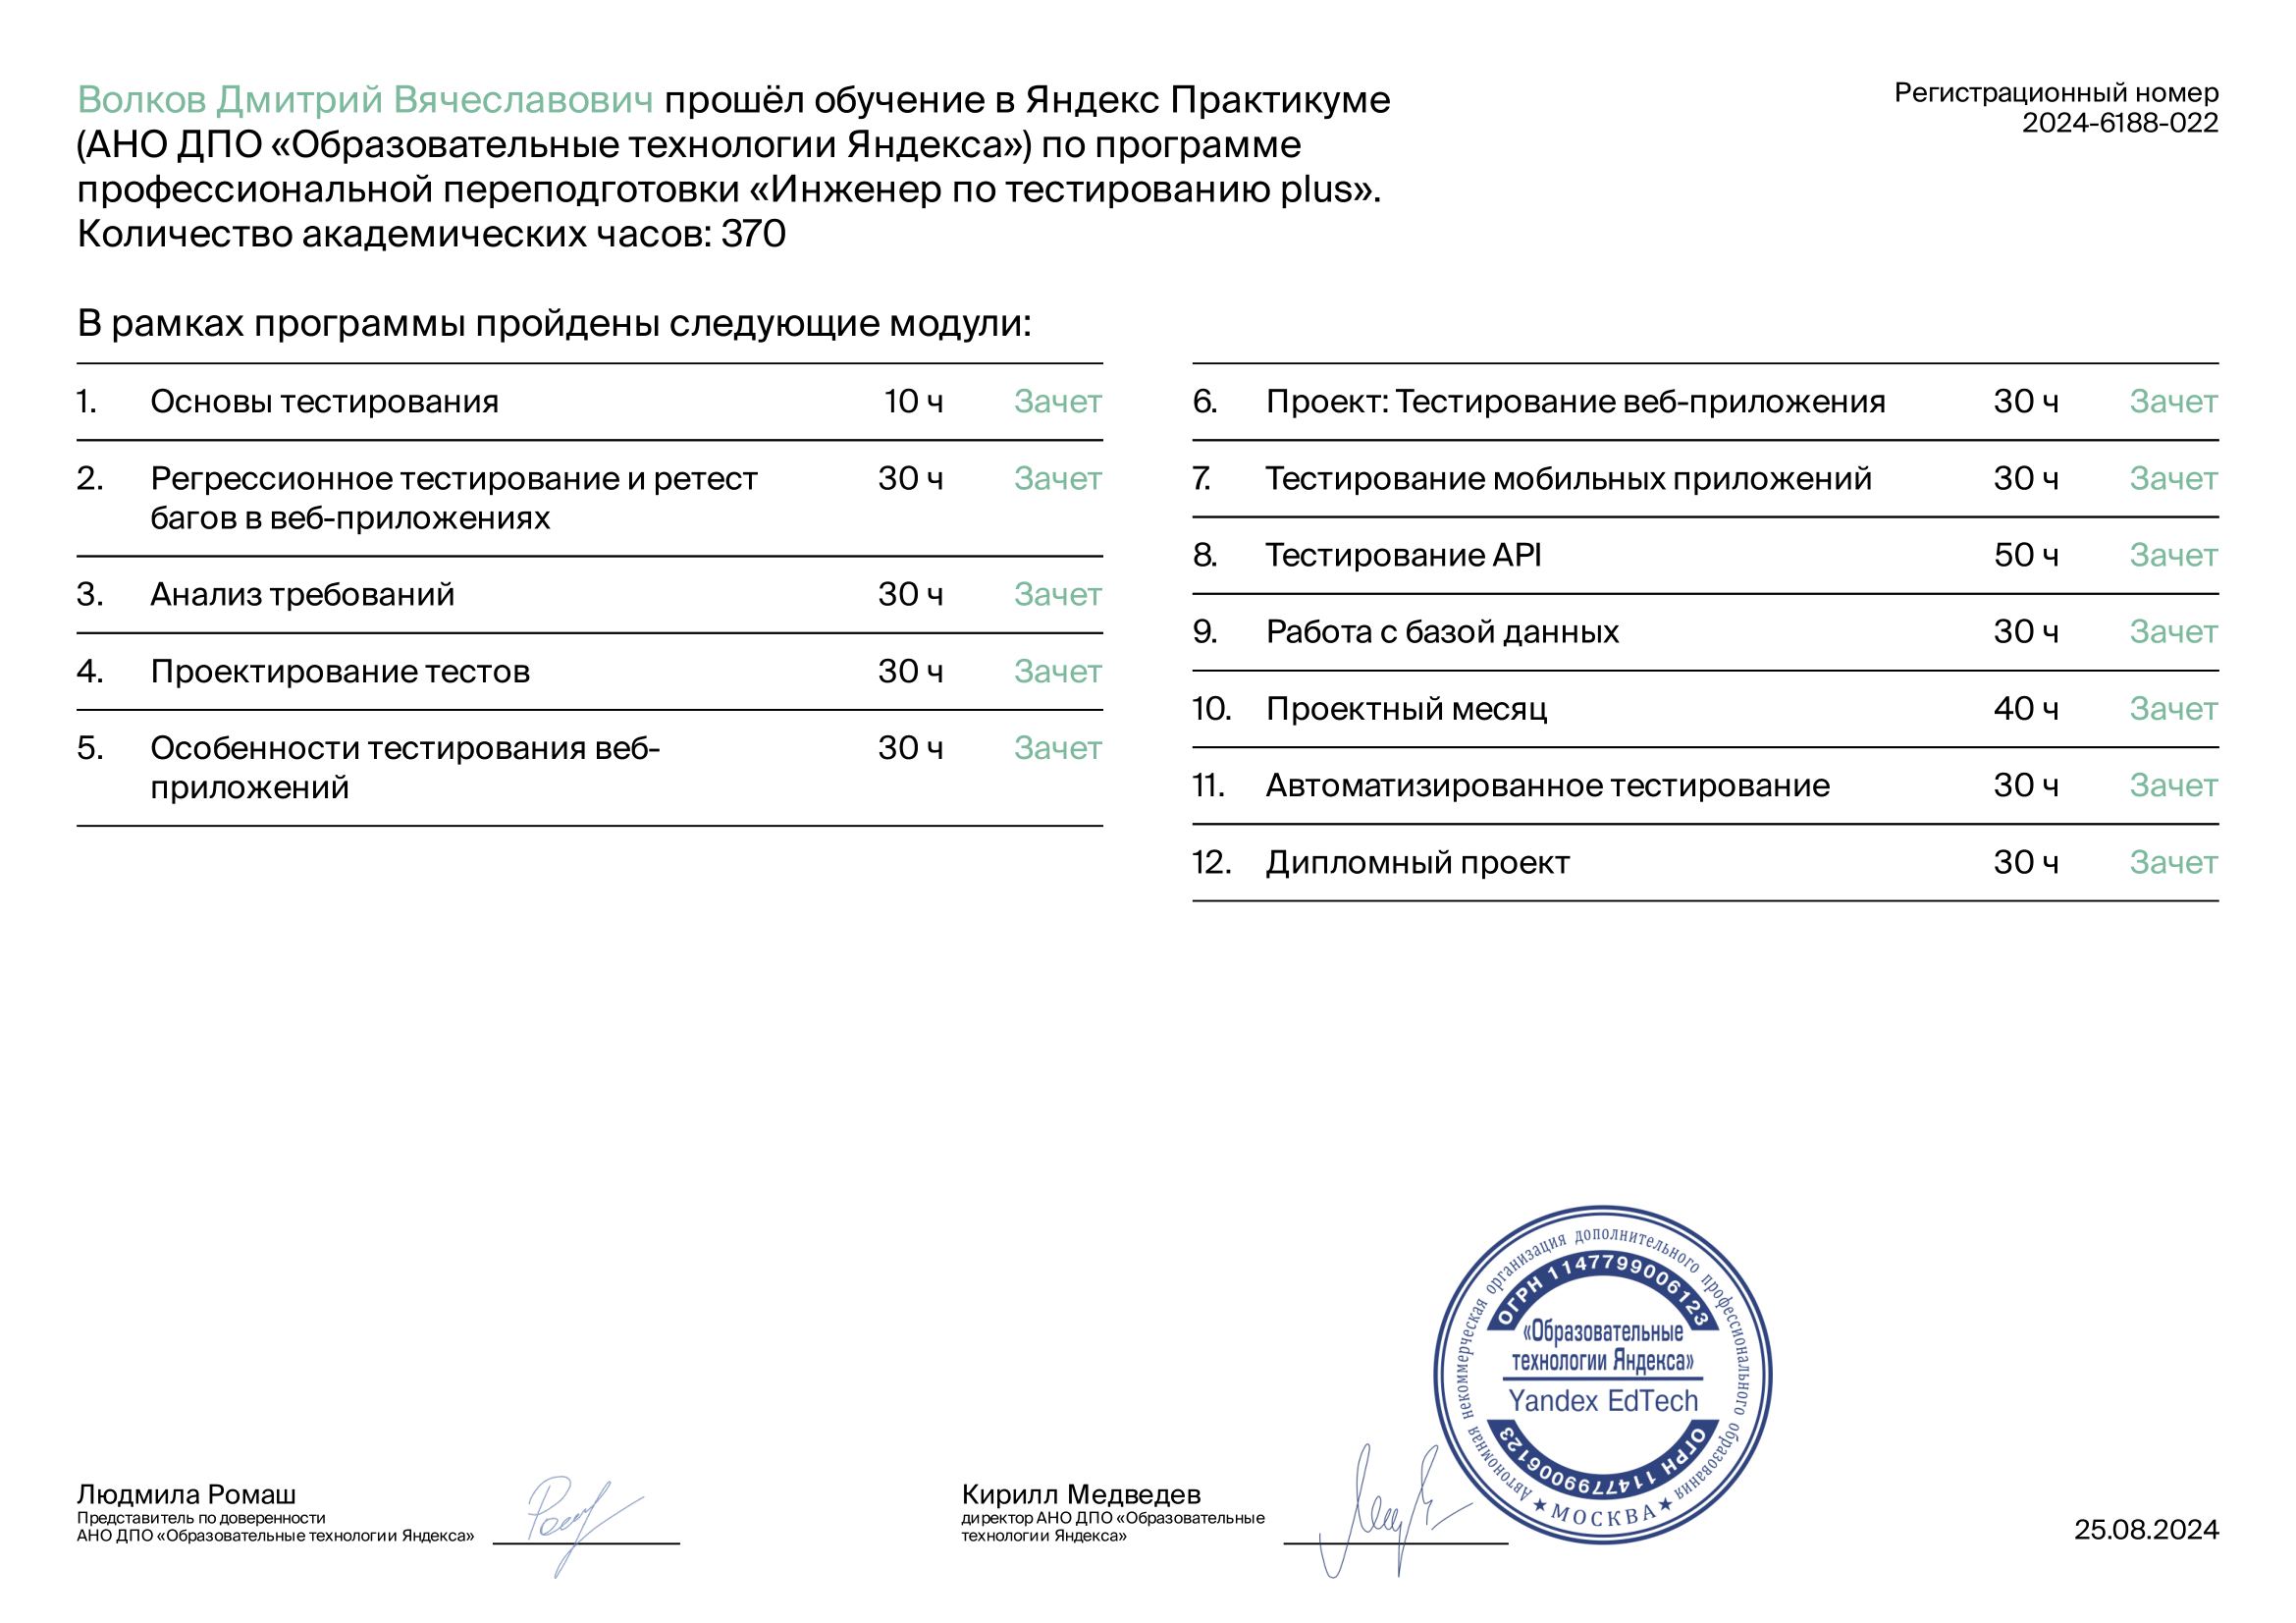 Волков Дмитрий Вячеславович прошёл обучение в Яндекс Практикуме
(АНО ДПО «Образовательные технологии Яндекса») по программе
профессиональной переподготовки «Инженер по тестированию plus».
Количество академических часов: 370
Регистрационный номер
2024-6188-022
В рамках программы пройдены следующие модули:
1. Основы тестирования 10 ч Зачет
2. Регрессионное тестирование и ретест 30 ч Зачет
багов в веб-приложениях
3. Анализ требований 30 ч Зачет
4. Проектирование тестов 30 ч Зачет
5. Особенности тестирования веб- 30 ч Зачет
приложений
6. Проект: Тестирование веб-приложения 30 ч Зачет
7. Тестирование мобильных приложений 30 ч Зачет
8. Тестирование API 50 ч Зачет
9. Работа с базой данных 30 ч Зачет
10. Проектный месяц 40 ч Зачет
11. Автоматизированное тестирование 30 ч Зачет
12. Дипломный проект 30 ч Зачет
Людмила Ромаш
Представитель по доверенности
АНО ДПО «Образовательные технологии Яндекса»
Кирилл Медведев
директор АНО ДПО «Образовательные
технологии Яндекса»
Автономная некоммерческая организация дополнительного профессионального образования
ОГРН 1147799006123
«Образовательные
технологии Яндекса»
Yandex EdTech
ОГРН 1147799006123
★ МОСКВА ★
25.08.2024